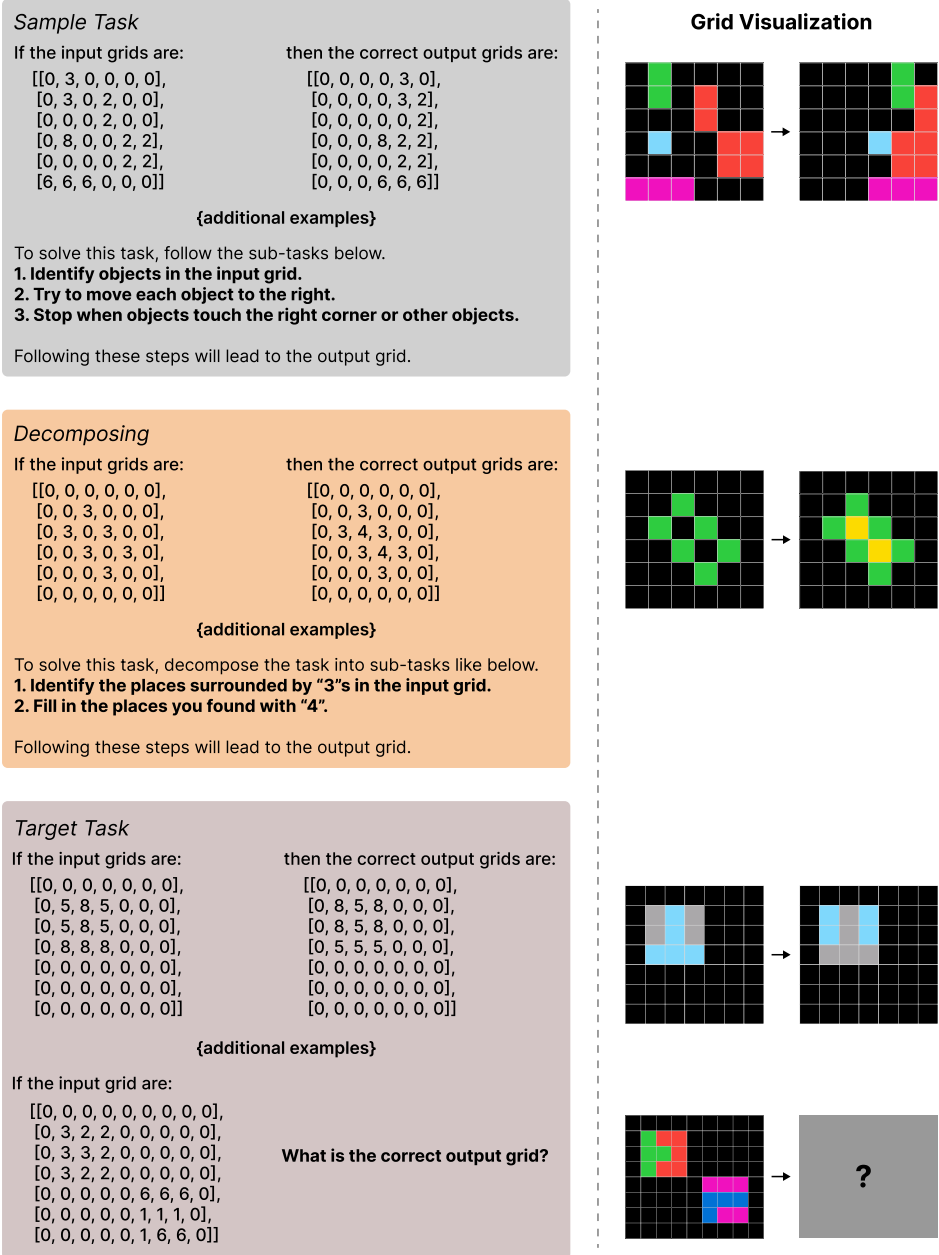 Sample Task
If the input grids are:
then the correct output grids are:
[[0, 3, 0, 0, 0, 0],
[0, 3, 0, 2, 0, 0],
[0, 0, 0, 2, 0, 0],
[0, 8, 0, 0, 2, 2],
[0, 0, 0, 0, 2, 2],
[6, 6, 6, 0, 0, 0]]
[[0, 0, 0, 0, 3, 0],
[0, 0, 0, 0, 3, 2],
[0, 0, 0, 0, 0, 2],
[0, 0, 0, 8, 2, 2],
[0, 0, 0, 0, 2, 2],
[0, 0, 0, 6, 6, 6]]
{additional examples}
To solve this task, follow the sub-tasks below.
1. Identify objects in the input grid.
2. Try to move each object to the right.
3. Stop when objects touch the right corner or other objects.
Following these steps will lead to the output grid.
Decomposing
If the input grids are:
then the correct output grids are:
[[0, 0, 0, 0, 0, 0],
[0, 0, 3, 0, 0, 0],
[0, 3, 0, 3, 0, 0],
[0, 0, 3, 0, 3, 0],
[0, 0, 0, 3, 0, 0],
[0, 0, 0, 0, 0, 0]]
[[0, 0, 0, 0, 0, 0],
[0, 0, 3, 0, 0, 0],
[0, 3, 4, 3, 0, 0],
[0, 0, 3, 4, 3, 0],
[0, 0, 0, 3, 0, 0],
[0, 0, 0, 0, 0, 0]]
{additional examples}
To solve this task, decompose the task into sub-tasks like below.
1. Identify the places surrounded by “3”s in the input grid.
2. Fill in the places you found with “4”.
Following these steps will lead to the output grid.
Target Task
If the input grids are:
then the correct output grids are:
[[0, 0, 0, 0, 0, 0, 0],
[0, 5, 8, 5, 0, 0, 0],
[0, 5, 8, 5, 0, 0, 0],
[0, 8, 8, 8, 0, 0, 0],
[0, 0, 0, 0, 0, 0, 0],
[0, 0, 0, 0, 0, 0, 0],
[0, 0, 0, 0, 0, 0, 0]]
[[0, 0, 0, 0, 0, 0, 0],
[0, 8, 5, 8, 0, 0, 0],
[0, 8, 5, 8, 0, 0, 0],
[0, 5, 5, 5, 0, 0, 0],
[0, 0, 0, 0, 0, 0, 0],
[0, 0, 0, 0, 0, 0, 0],
[0, 0, 0, 0, 0, 0, 0]]
{additional examples}
If the input grid are:
[[0, 0, 0, 0, 0, 0, 0, 0, 0],
[0, 3, 2, 2, 0, 0, 0, 0, 0],
[0, 3, 3, 2, 0, 0, 0, 0, 0],
[0, 3, 2, 2, 0, 0, 0, 0, 0],
[0, 0, 0, 0, 0, 6, 6, 6, 0],
[0, 0, 0, 0, 0, 1, 1, 1, 0],
[0, 0, 0, 0, 0, 1, 6, 6, 0]]
What is the correct output grid?
Grid Visualization
?